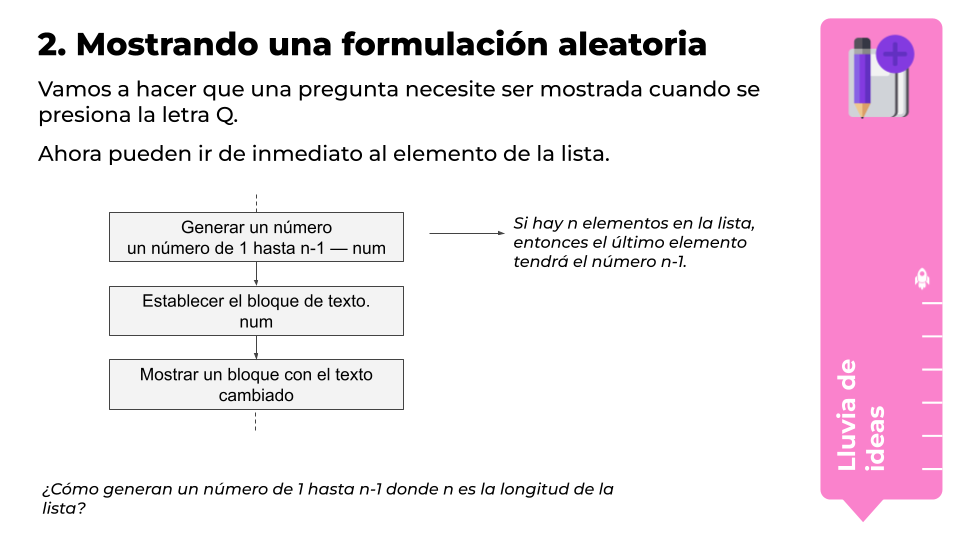 2. Mostrando una formulación aleatoria
Vamos a hacer que una pregunta necesite ser mostrada cuando se
presiona la letra Q.
Ahora pueden ir de inmediato al elemento de la lista.
Generar un número
un número de 1 hasta n-1 — num
Si hay n elementos en la lista,
entonces el último elemento
tendrá el número n-1.
Establecer el bloque de texto.
num
Mostrar un bloque con el texto
cambiado
¿Cómo generan un número de 1 hasta n-1 donde n es la longitud de la
lista?
Lluvia de
ideas